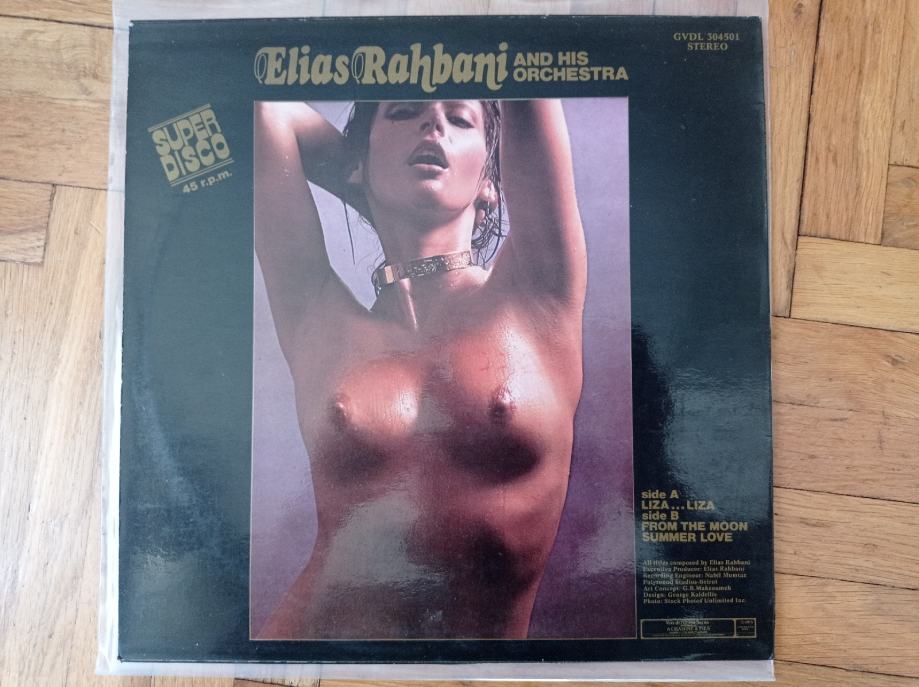 Elias Rahbani AND HIS
ORCHESTRA
GVDL 304501
STEREO
SUPER
DISCO
45 r.p.m.
side A
LIZA...LIZA
side B
FROM THE MOON
SUMMER LOVE
All titles composed by Elias Rahbani
Executive Producer: Elias Rahbani
Recording Engineer: Nabil Mumtaz
Polysound Studios-Beirut
Art Concept: G.R.Makzoumeh
Design: George Kaldellis
Photo: Stock Photos Unlimited Inc.